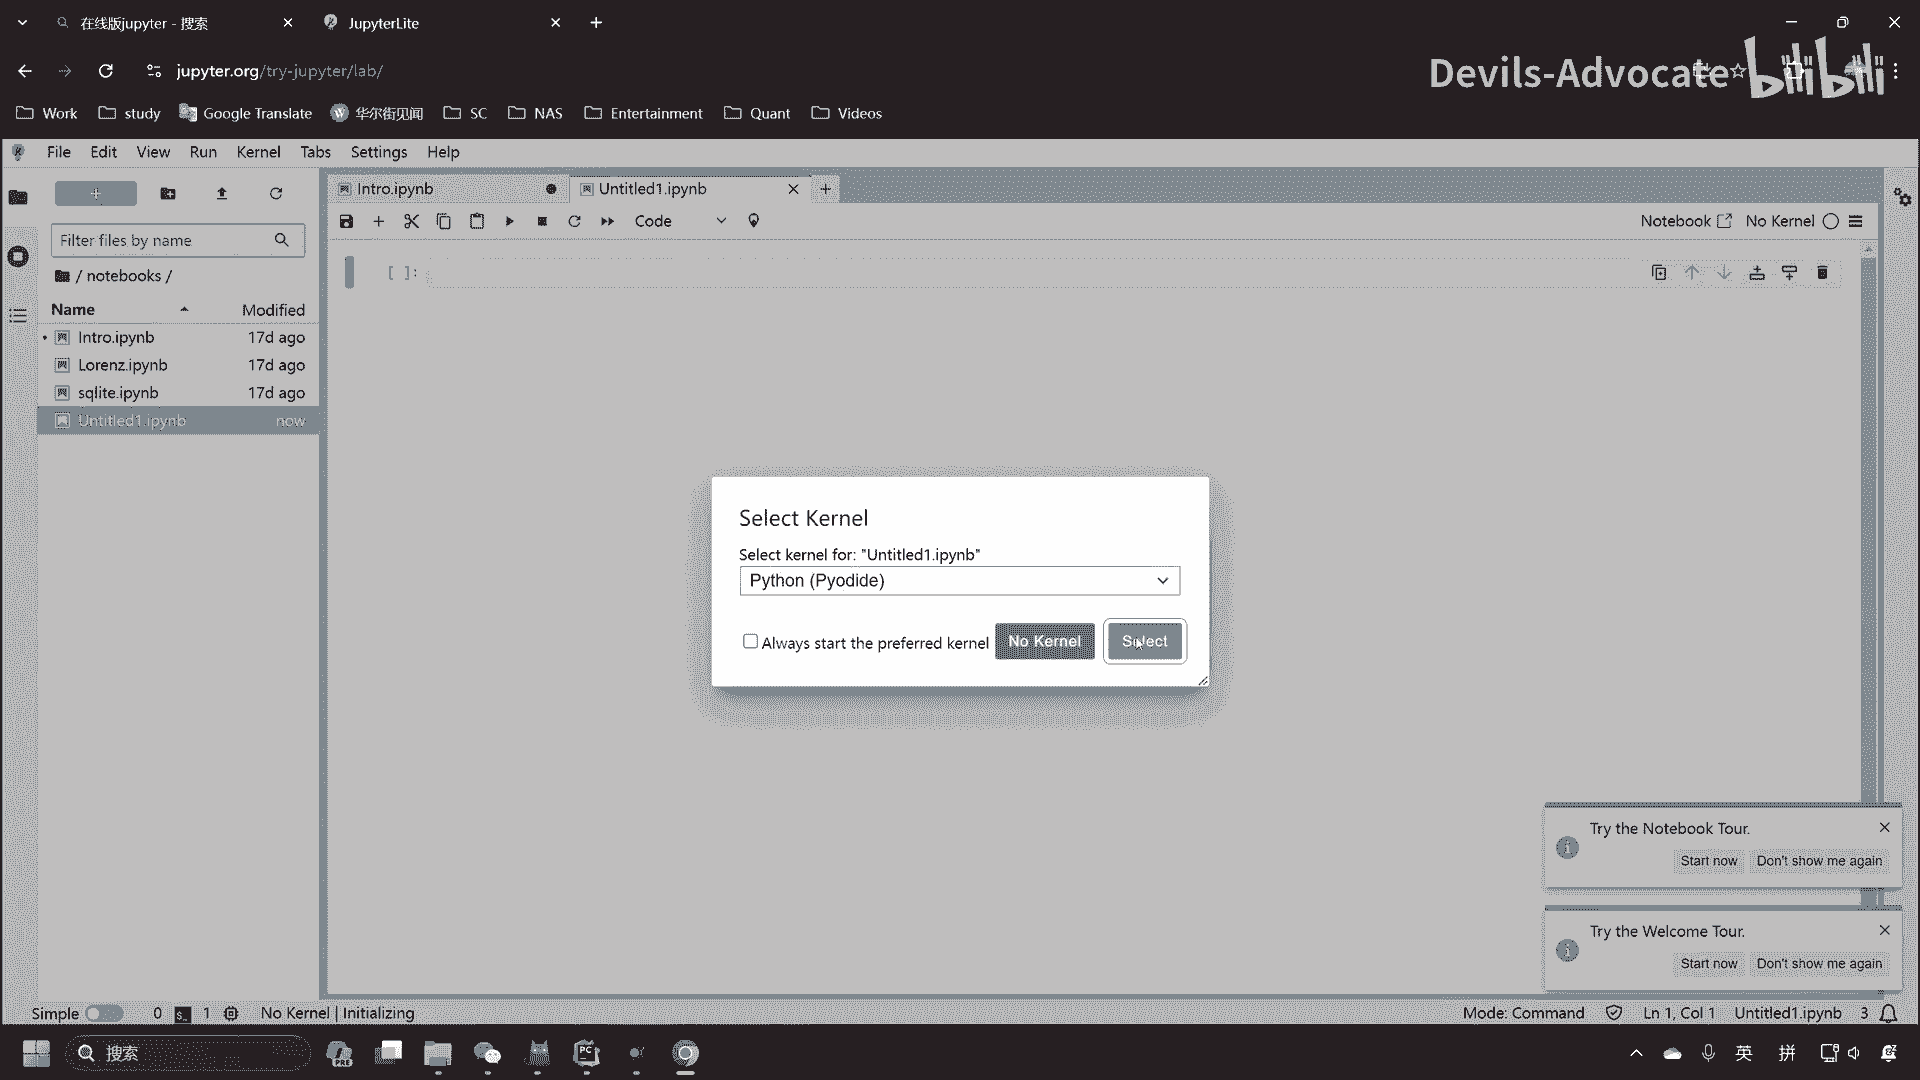 在线版jupyter - 搜索
JupyterLite
jupyter.org/try-jupyter/lab/
Devils-Advocate
bilibili
Work
study
Google Translate
华尔街见闻
SC
NAS
Entertainment
Quant
Videos
File
Edit
View
Run
Kernel
Tabs
Settings
Help
Intro.ipynb
Untitled1.ipynb
Code
Notebook
No Kernel
Filter files by name
/ notebooks /
Name
Modified
Intro.ipynb
17d ago
Lorenz.ipynb
17d ago
sqlite.ipynb
17d ago
Untitled1.ipynb
now
[ ]:
Select Kernel
Select kernel for: "Untitled1.ipynb"
Python (Pyodide)
Always start the preferred kernel
No Kernel
Select
Try the Notebook Tour.
Start now
Don't show me again
Try the Welcome Tour.
Start now
Don't show me again
Simple
0
1
No Kernel | Initializing
Mode: Command
Ln 1, Col 1
Untitled1.ipynb
3
搜索
PRE
PC
英
拼